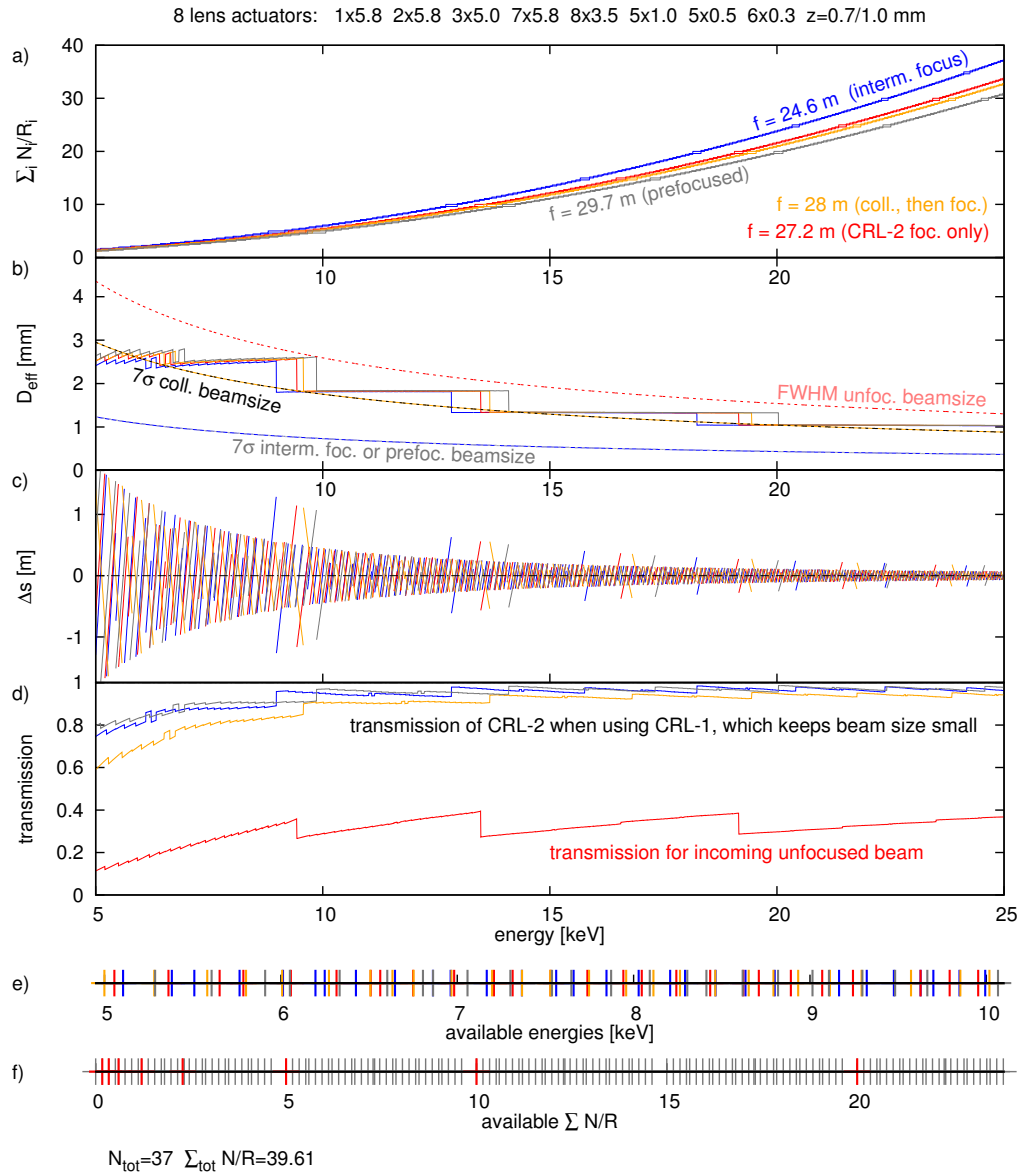 8 lens actuators: 1x5.8 2x5.8 3x5.0 7x5.8 8x3.5 5x1.0 5x0.5 6x0.3 z=0.7/1.0 mm
a)
40
30
20
10
0
Σi Ni/Ri
f = 24.6 m (interm. focus)
f = 29.7 m (prefocused)
f = 28 m (coll., then foc.)
f = 27.2 m (CRL-2 foc. only)
10
15
20
b)
4
3
2
1
0
Deff [mm]
7σ coll. beamsize
FWHM unfoc. beamsize
7σ interm. foc. or prefoc. beamsize
10
15
20
c)
1
0
-1
Δs [m]
d)
1
0.8
0.6
0.4
0.2
0
transmission
transmission of CRL-2 when using CRL-1, which keeps beam size small
transmission for incoming unfocused beam
5
10
15
20
25
energy [keV]
e)
5
6
7
8
9
10
available energies [keV]
f)
0
5
10
15
20
available Σ N/R
Ntot=37 Σtot N/R=39.61